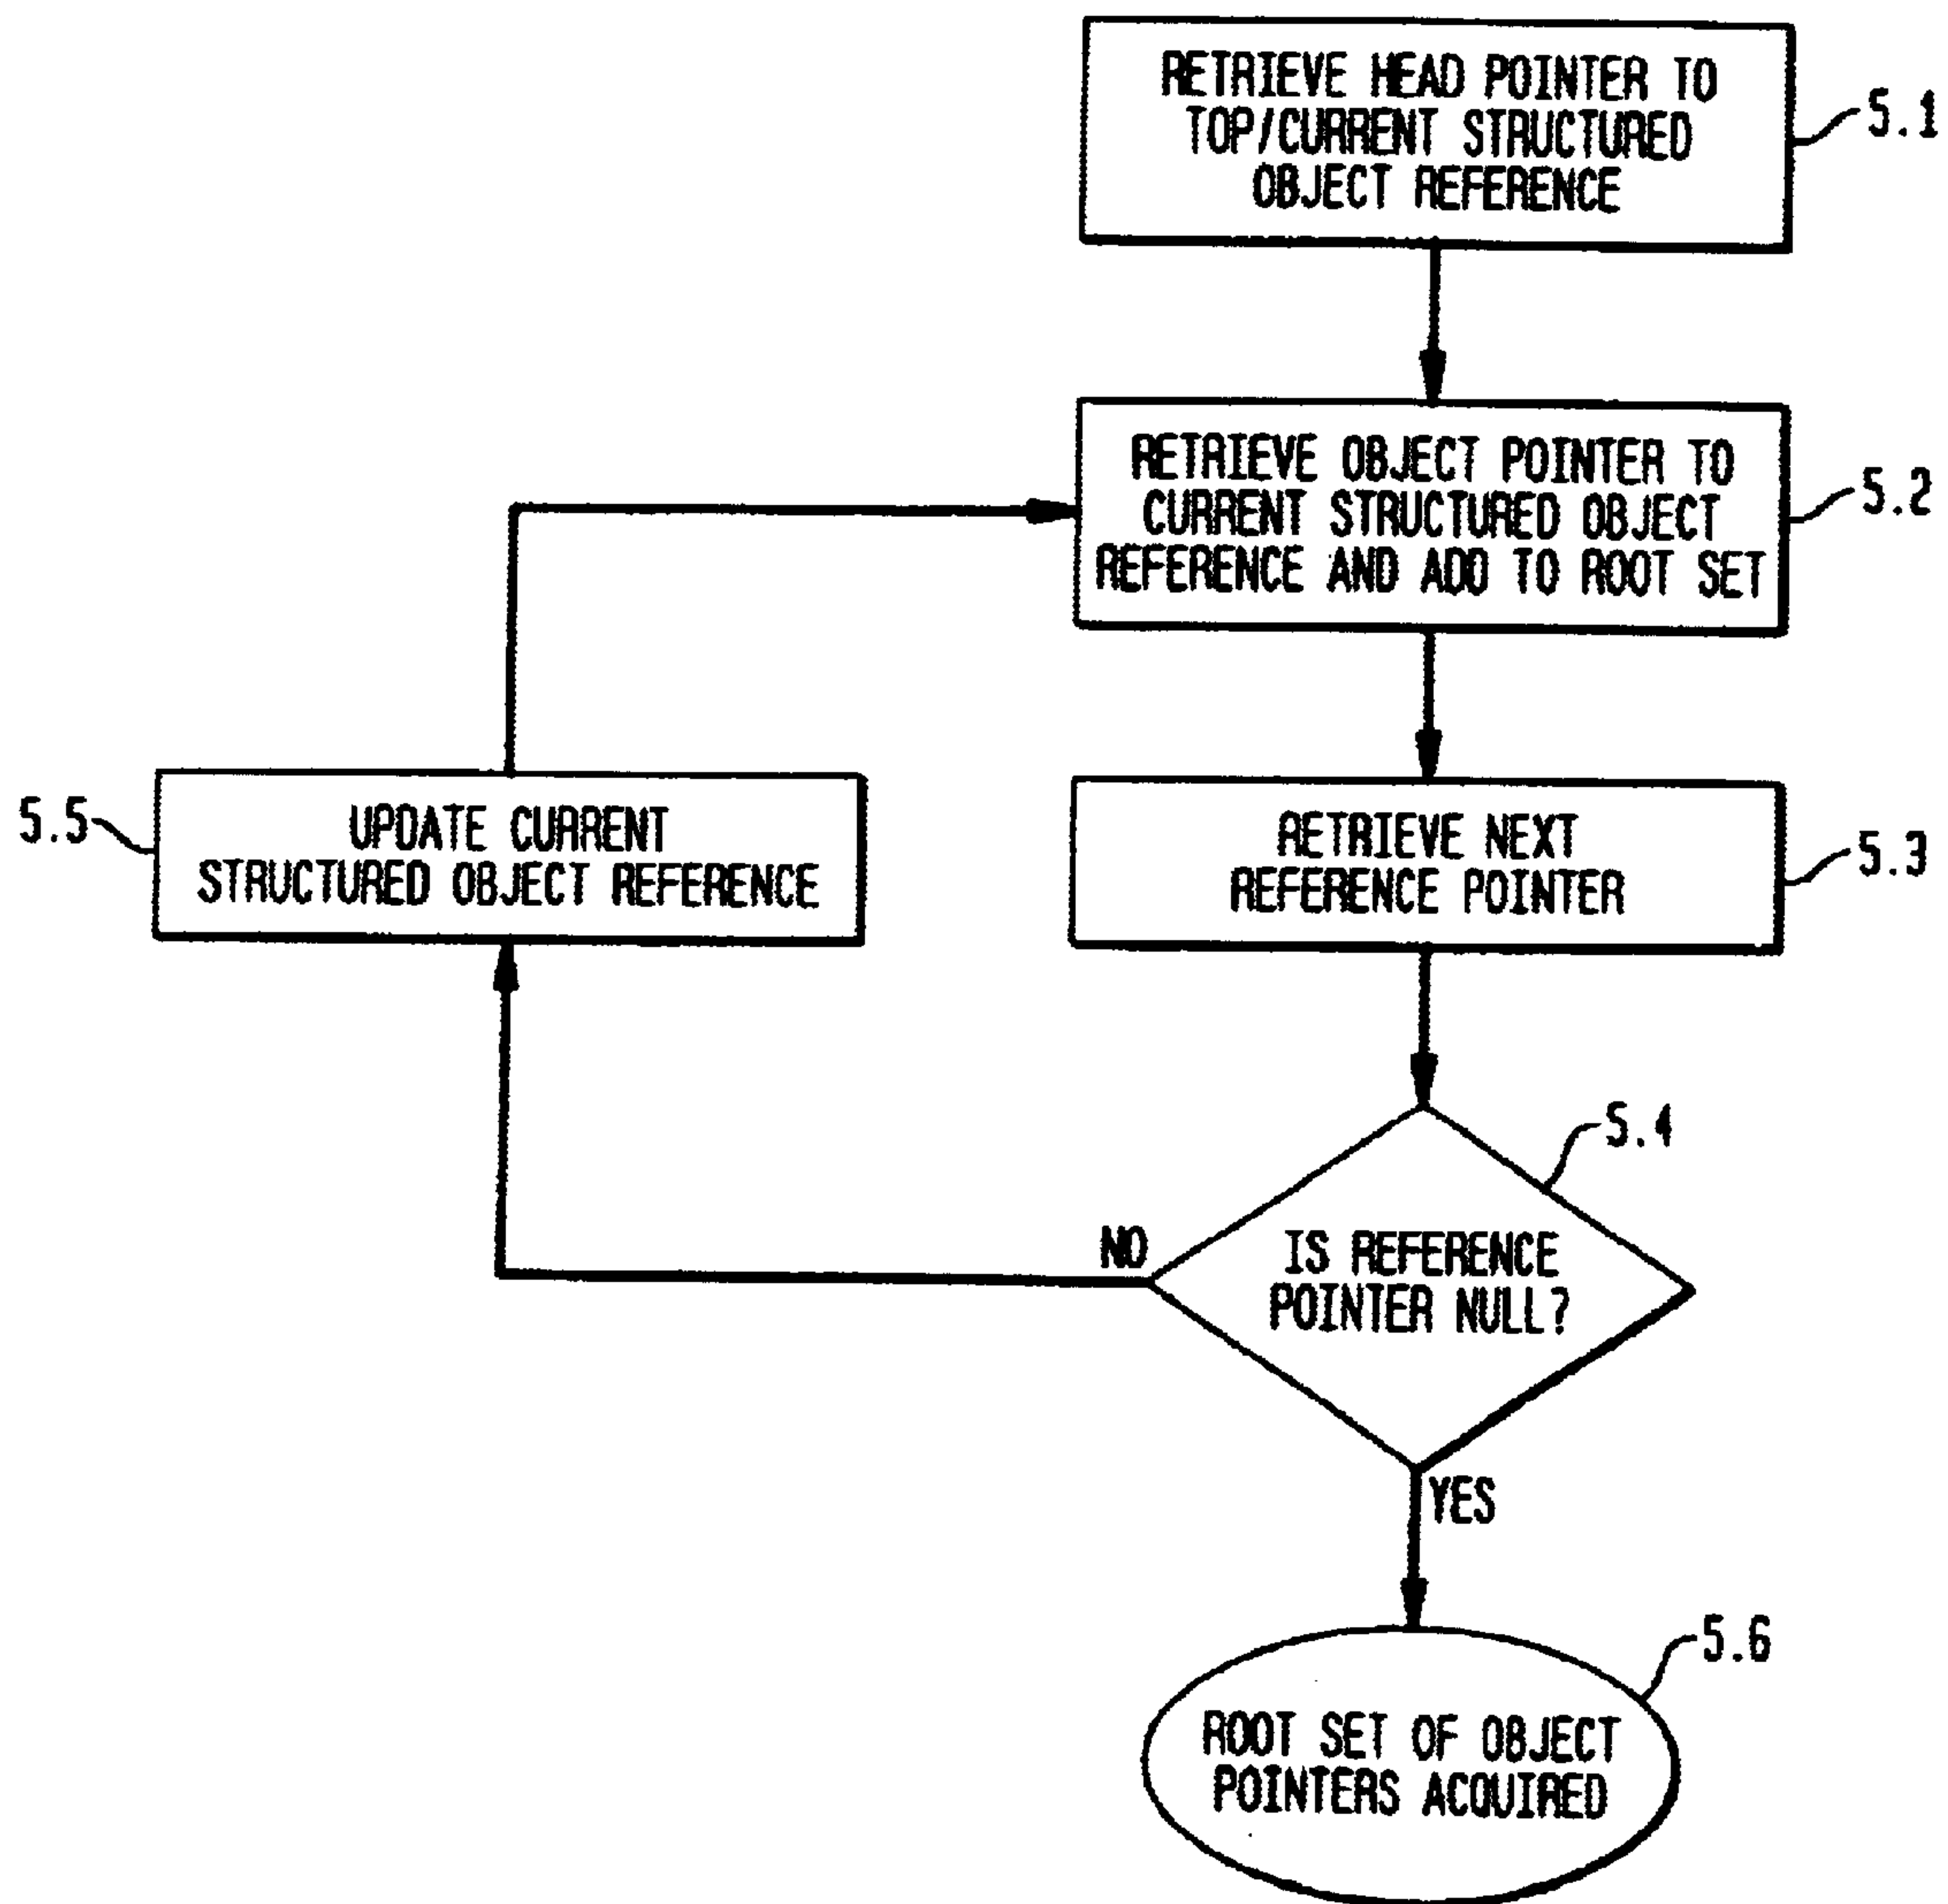 RETRIEVE HEAD POINTER TO
TOP/CURRENT STRUCTURED
OBJECT REFERENCE
5.1
RETRIEVE OBJECT POINTER TO
CURRENT STRUCTURED OBJECT
REFERENCE AND ADD TO ROOT SET
5.2
5.5
UPDATE CURRENT
STRUCTURED OBJECT REFERENCE
RETRIEVE NEXT
REFERENCE POINTER
5.3
5.4
NO
IS REFERENCE
POINTER NULL?
YES
5.6
ROOT SET OF OBJECT
POINTERS ACQUIRED